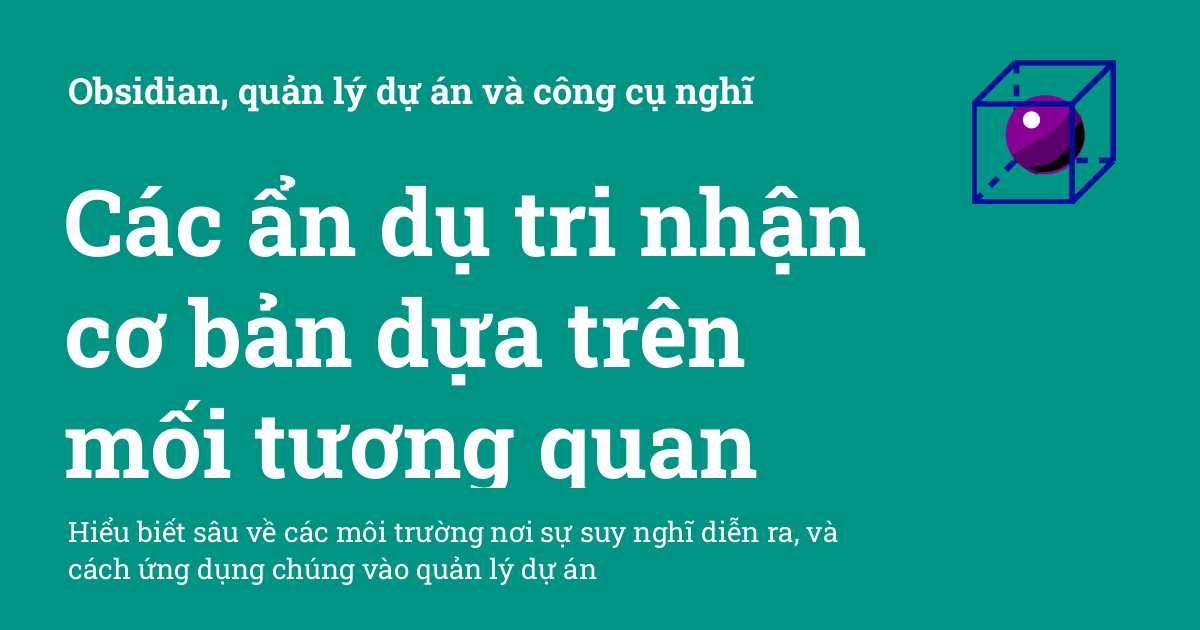 Obsidian, quản lý dự án và công cụ nghĩ
Các ẩn dụ tri nhận
cơ bản dựa trên
mối tương quan
Hiểu biết sâu về các môi trường nơi sự suy nghĩ diễn ra, và
cách ứng dụng chúng vào quản lý dự án